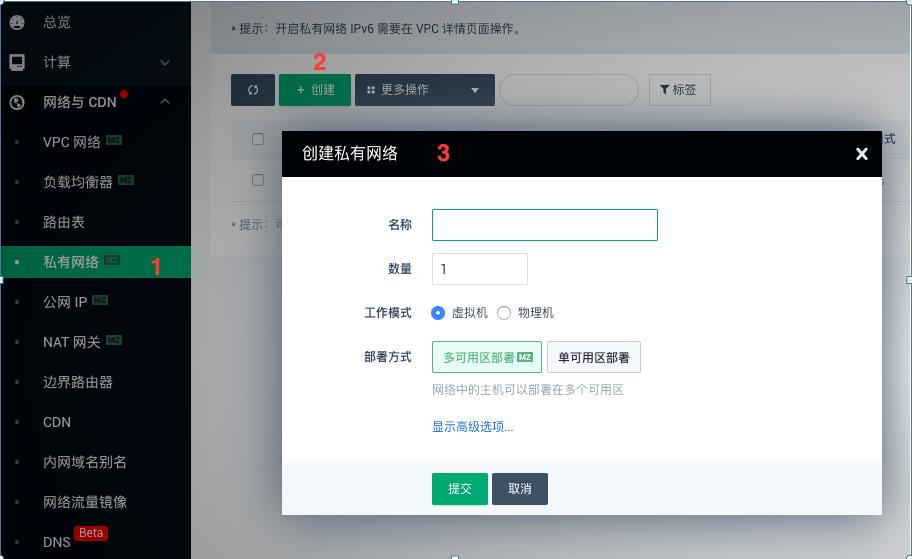 总览
计算
网络与 CDN
VPC 网络 MZ
负载均衡器 MZ
路由表
私有网络 MZ
1
公网 IP MZ
NAT 网关 MZ
边界路由器
CDN
内网域名别名
网络流量镜像
DNS Beta
* 提示：开启私有网络 IPv6 需要在 VPC 详情页面操作。
2
+ 创建
更多操作
标签
式
* 提示：
创建私有网络
3
名称
数量 1
工作模式 虚拟机 物理机
部署方式 多可用区部署 MZ 单可用区部署
网络中的主机可以部署在多个可用区
显示高级选项...
提交 取消